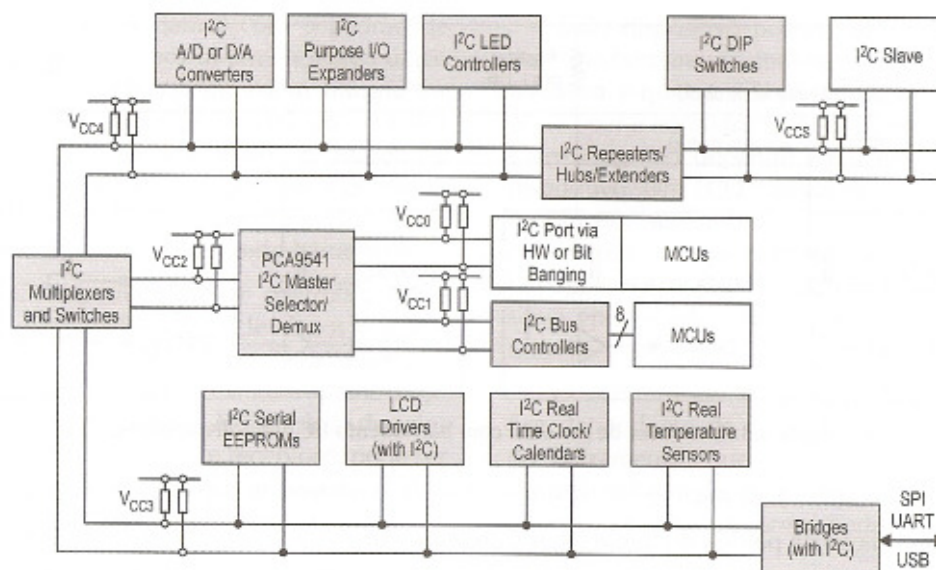 I²C
A/D or D/A
Converters
I²C
Purpose I/O
Expanders
I²C LED
Controllers
I²C DIP
Switches
I²C Slave
VCC4
VCC5
I²C Repeaters/
Hubs/Extenders
VCC0
VCC2
PCA9541
I²C Master
Selector/
Demux
I²C Port via
HW or Bit
Banging
MCUs
I²C
Multiplexers
and Switches
VCC1
I²C Bus
Controllers
8
MCUs
I²C Serial
EEPROMs
LCD
Drivers
(with I²C)
I²C Real
Time Clock/
Calendars
I²C Real
Temperature
Sensors
VCC3
Bridges
(with I²C)
SPI
UART
USB